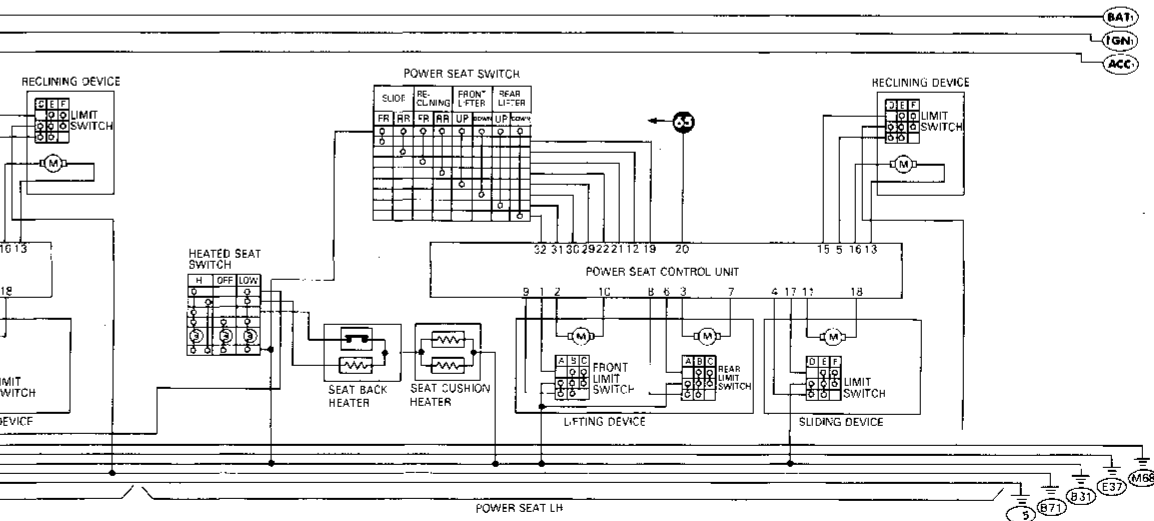 BAT1
IGN1
ACC1
RECLINING DEVICE
D E F
LIMIT
SWITCH
M
16 13
18
LIMIT
SWITCH
DEVICE
POWER SEAT SWITCH
SLIDE
RE-
CLINING
FRONT
LIFTER
REAR
LIFTER
FR RR FR RR UP DOWN UP DOWN
63
RECLINING DEVICE
D E F
LIMIT
SWITCH
M
32 31 30 29 22 21 12 19 20 15 5 16 13
POWER SEAT CONTROL UNIT
9 1 2 10 8 6 3 7 4 17 11 18
HEATED SEAT
SWITCH
H OFF LOW
SEAT BACK
HEATER
SEAT CUSHION
HEATER
M
A B C
FRONT
LIMIT
SWITCH
M
A B C
REAR
LIMIT
SWITCH
LIFTING DEVICE
M
D E F
LIMIT
SWITCH
SLIDING DEVICE
POWER SEAT LH
5
B71
B31
E37
M68